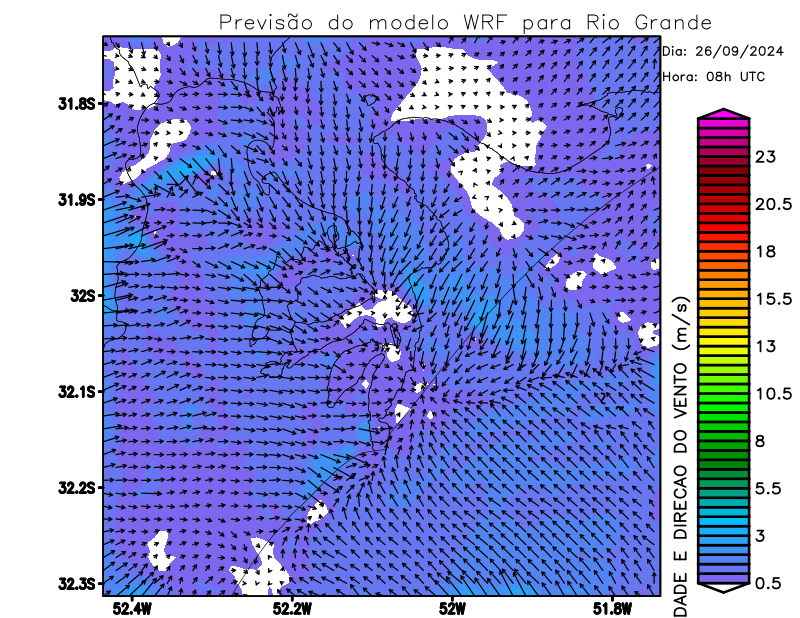 Previsão do modelo WRF para Rio Grande
Dia: 26/09/2024
Hora: 08h UTC
31.8S
31.9S
32S
32.1S
32.2S
32.3S
52.4W
52.2W
52W
51.8W
DADE E DIRECAO DO VENTO (m/s)
23
20.5
18
15.5
13
10.5
8
5.5
3
0.5